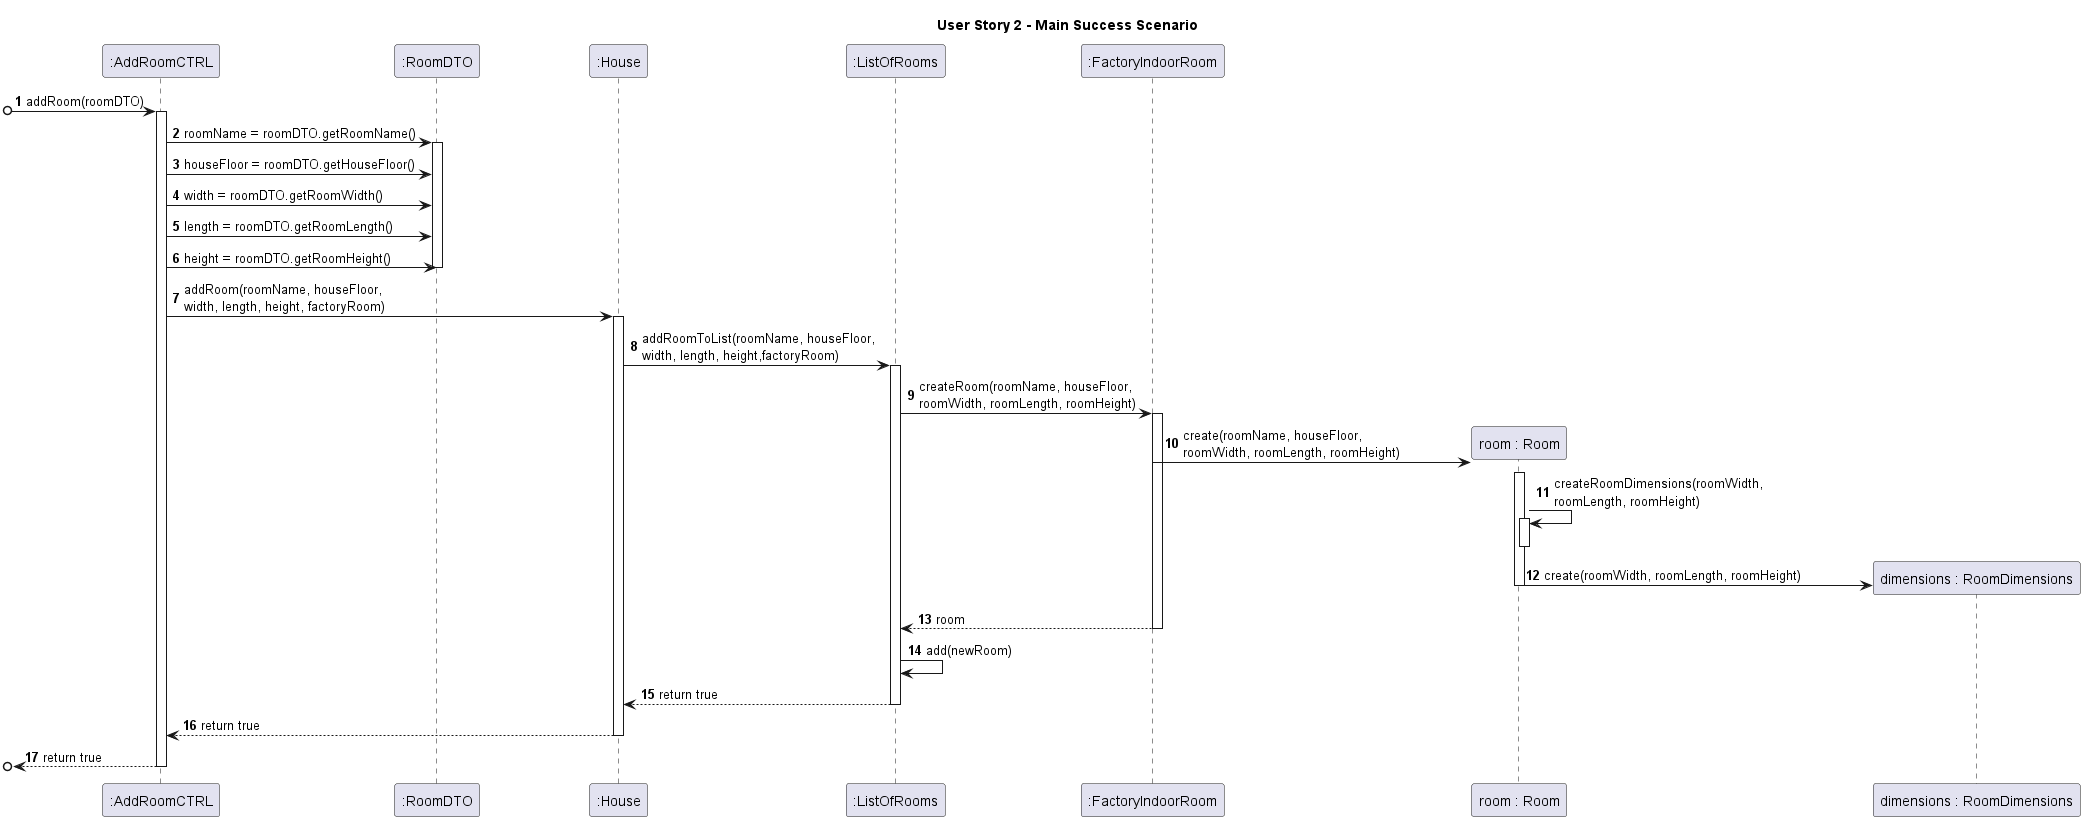 User Story 2 - Main Success Scenario
:AddRoomCTRL
:RoomDTO
:House
:ListOfRooms
:FactoryIndoorRoom
1 addRoom(roomDTO)
2 roomName = roomDTO.getRoomName()
3 houseFloor = roomDTO.getHouseFloor()
4 width = roomDTO.getRoomWidth()
5 length = roomDTO.getRoomLength()
6 height = roomDTO.getRoomHeight()
7 addRoom(roomName, houseFloor,
width, length, height, factoryRoom)
8 addRoomToList(roomName, houseFloor,
width, length, height,factoryRoom)
9 createRoom(roomName, houseFloor,
roomWidth, roomLength, roomHeight)
10 create(roomName, houseFloor,
roomWidth, roomLength, roomHeight)
room : Room
11 createRoomDimensions(roomWidth,
roomLength, roomHeight)
12 create(roomWidth, roomLength, roomHeight)
dimensions : RoomDimensions
13 room
14 add(newRoom)
15 return true
16 return true
17 return true
:AddRoomCTRL
:RoomDTO
:House
:ListOfRooms
:FactoryIndoorRoom
room : Room
dimensions : RoomDimensions